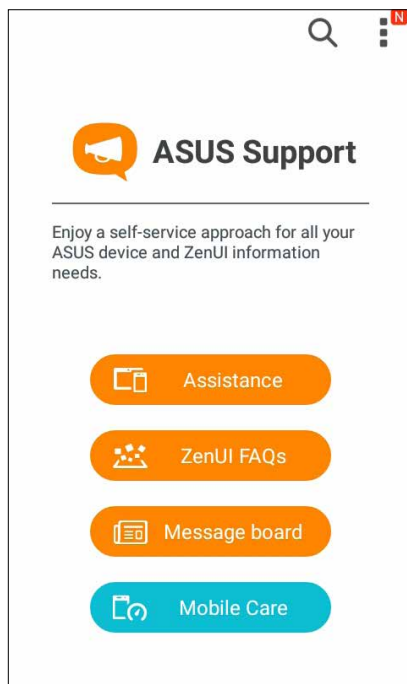 N
ASUS Support
Enjoy a self-service approach for all your
ASUS device and ZenUI information
needs.
Assistance
ZenUI FAQs
Message board
Mobile Care